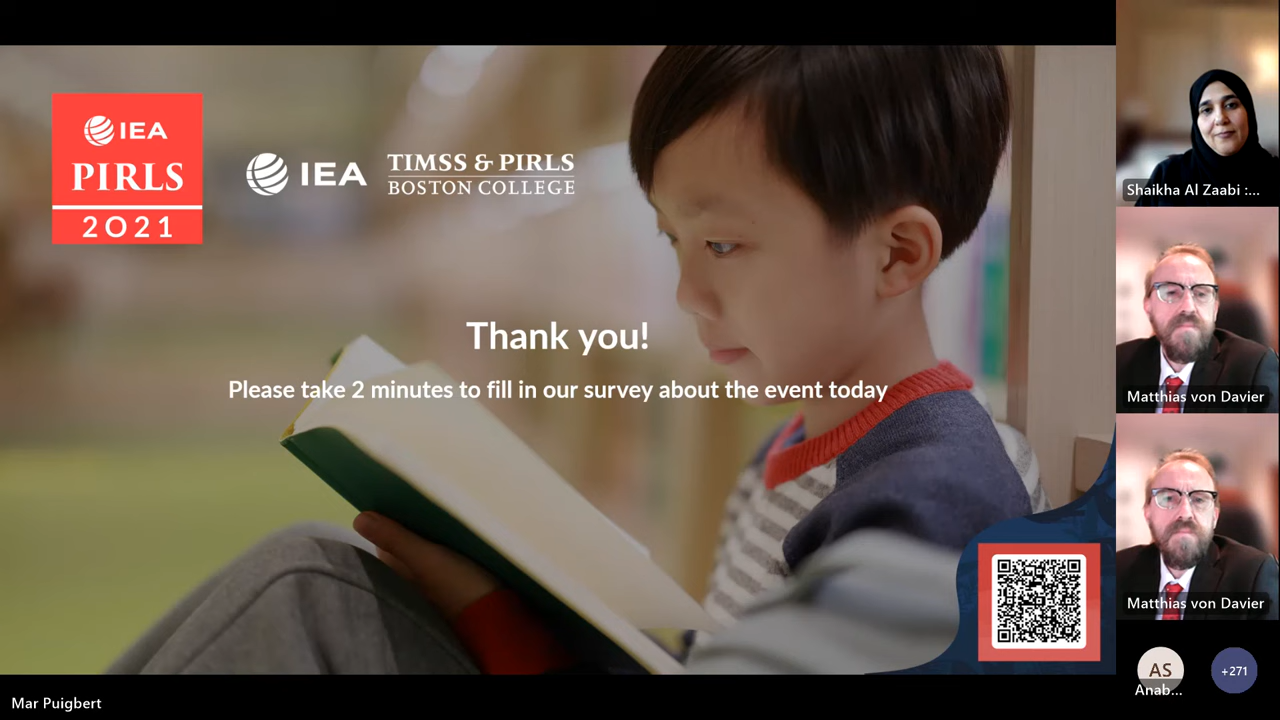 IEA
PIRLS
2021
IEA
TIMSS & PIRLS
BOSTON COLLEGE
Thank you!
Please take 2 minutes to fill in our survey about the event today
Shaikha Al Zaabi :...
Matthias von Davier
Matthias von Davier
AS
Anab...
+271
Mar Puigbert